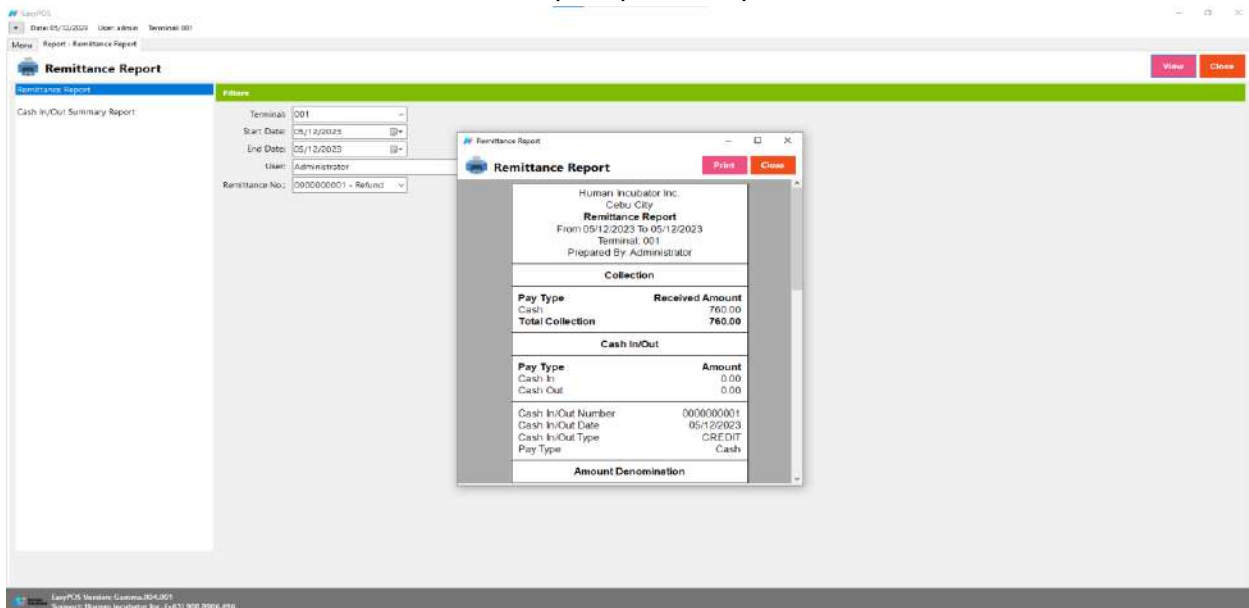 EasyPOS
Date: 05/12/2023 User: admin Terminal: 001
Menu Report - Remittance Report
Remittance Report
View Close
Remittance Report
Cash In/Out Summary Report
Filters
Terminal: 001
Start Date: 05/12/2023
End Date: 05/12/2023
User: Administrator
Remittance No.: 0000000001 - Refund
Remittance Report
Remittance Report
Print Close
Human Incubator Inc.
Cebu City
Remittance Report
From 05/12/2023 To 05/12/2023
Terminal: 001
Prepared By: Administrator
Collection
Pay Type Received Amount
Cash 760.00
Total Collection 760.00
Cash In/Out
Pay Type Amount
Cash In 0.00
Cash Out 0.00
Cash In/Out Number 0000000001
Cash In/Out Date 05/12/2023
Cash In/Out Type CREDIT
Pay Type Cash
Amount Denomination
EasyPOS Version: Gamma.004.001
Support: Human Incubator Inc.